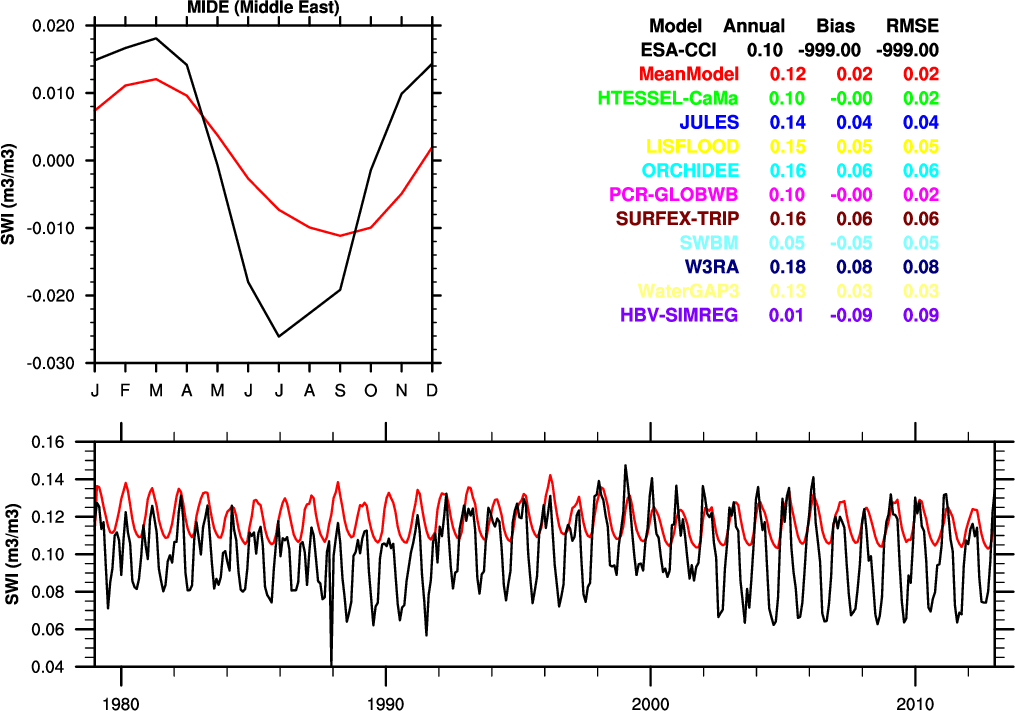 MIDE (Middle East)
0.020
0.010
0.000
-0.010
-0.020
-0.030
SWI (m3/m3)
J F M A M J J A S O N D
Model Annual Bias RMSE
ESA-CCI 0.10 -999.00 -999.00
MeanModel 0.12 0.02 0.02
HTESSEL-CaMa 0.10 -0.00 0.02
JULES 0.14 0.04 0.04
LISFLOOD 0.15 0.05 0.05
ORCHIDEE 0.16 0.06 0.06
PCR-GLOBWB 0.10 -0.00 0.02
SURFEX-TRIP 0.16 0.06 0.06
SWBM 0.05 -0.05 0.05
W3RA 0.18 0.08 0.08
WaterGAP3 0.13 0.03 0.03
HBV-SIMREG 0.01 -0.09 0.09
0.16
0.14
0.12
0.10
0.08
0.06
0.04
SWI (m3/m3)
1980 1990 2000 2010